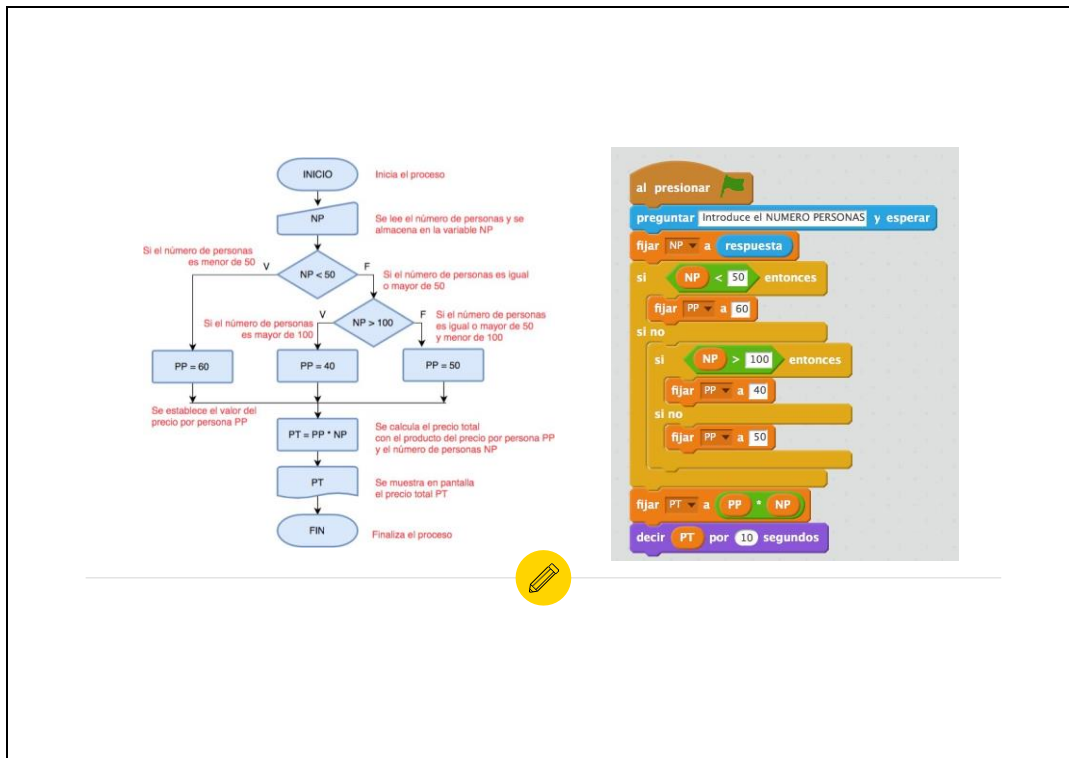 INICIO
Inicia el proceso
NP
Se lee el número de personas y se
almacena en la variable NP
Si el número de personas
es menor de 50
V
NP < 50
F
Si el número de personas es igual
o mayor de 50
Si el número de personas
es mayor de 100
V
NP > 100
F
Si el número de personas
es igual o mayor de 50
y menor de 100
PP = 60
PP = 40
PP = 50
Se establece el valor del
precio por persona PP
PT = PP * NP
Se calcula el precio total
con el producto del precio por persona PP
y el número de personas NP
PT
Se muestra en pantalla
el precio total PT
FIN
Finaliza el proceso
al presionar
preguntar Introduce el NUMERO PERSONAS y esperar
fijar NP a respuesta
si NP < 50 entonces
fijar PP a 60
si no
si NP > 100 entonces
fijar PP a 40
si no
fijar PP a 50
fijar PT a PP * NP
decir PT por 10 segundos